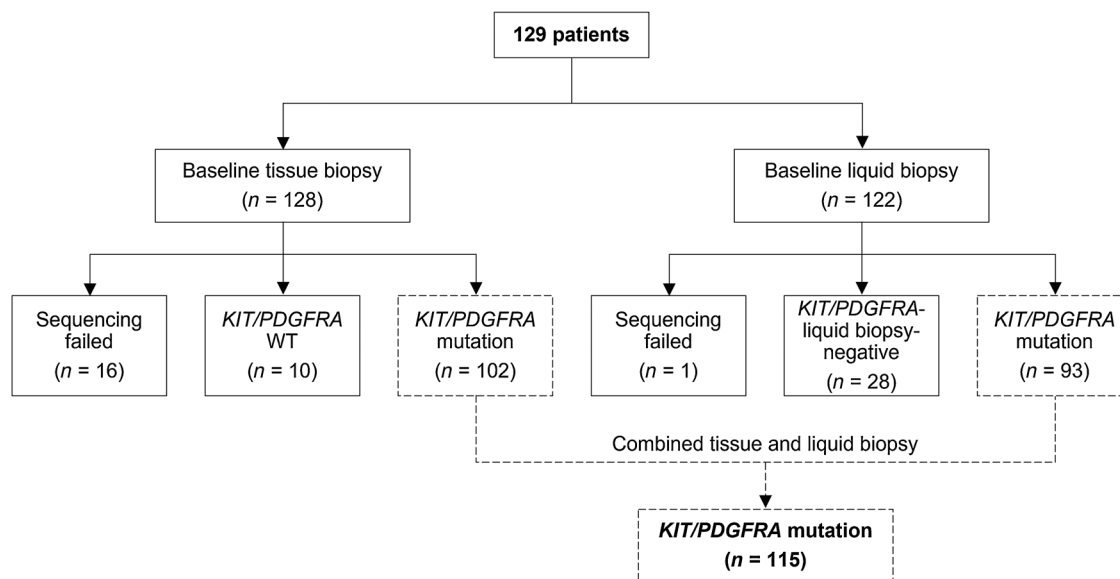 129 patients
Baseline tissue biopsy
(n = 128)
Baseline liquid biopsy
(n = 122)
Sequencing
failed
(n = 16)
KIT/PDGFRA
WT
(n = 10)
KIT/PDGFRA
mutation
(n = 102)
Sequencing
failed
(n = 1)
KIT/PDGFRA-
liquid biopsy-
negative
(n = 28)
KIT/PDGFRA
mutation
(n = 93)
Combined tissue and liquid biopsy
KIT/PDGFRA mutation
(n = 115)